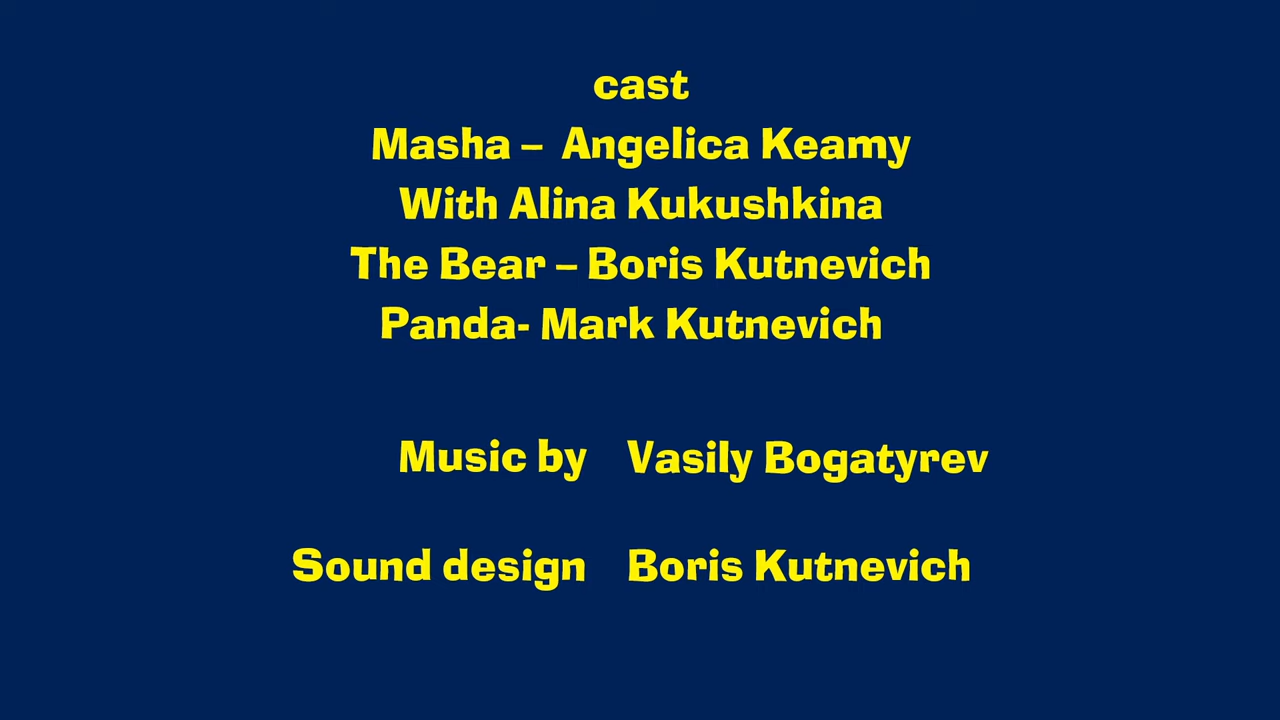 cast
Masha –  Angelica Keamy
With Alina Kukushkina
The Bear – Boris Kutnevich
Panda- Mark Kutnevich
Music by Vasily Bogatyrev
Sound design Boris Kutnevich